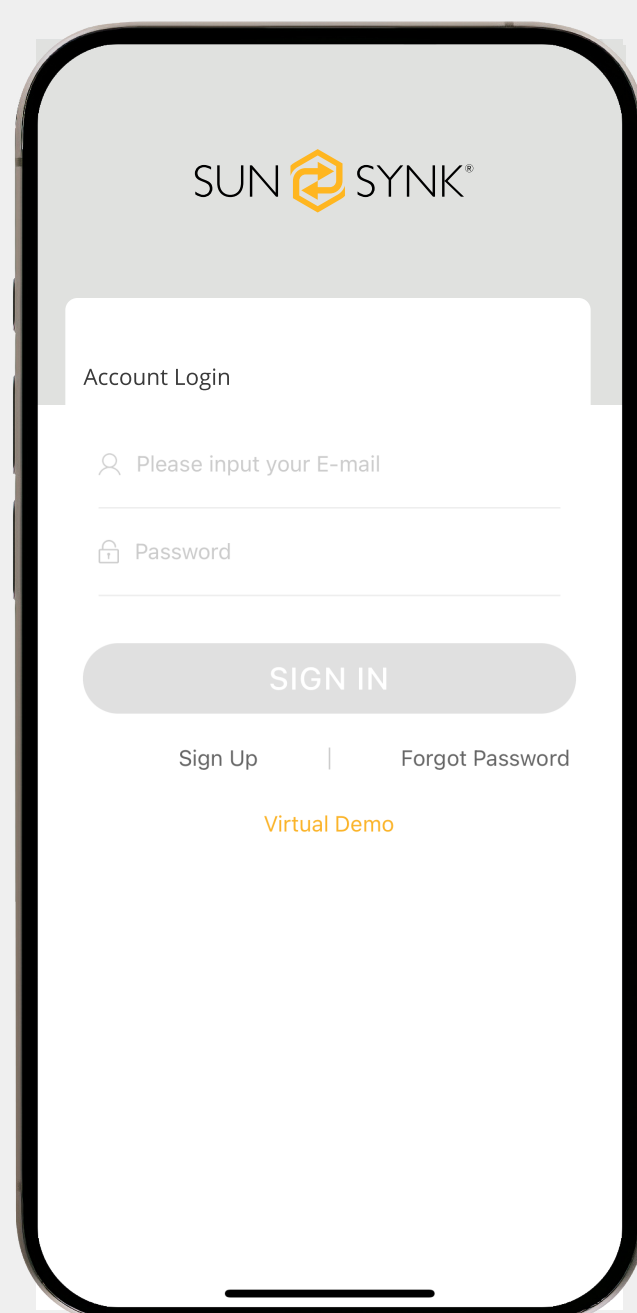 SUN SYNK®
Account Login
Please input your E-mail
Password
SIGN IN
Sign Up | Forgot Password
Virtual Demo